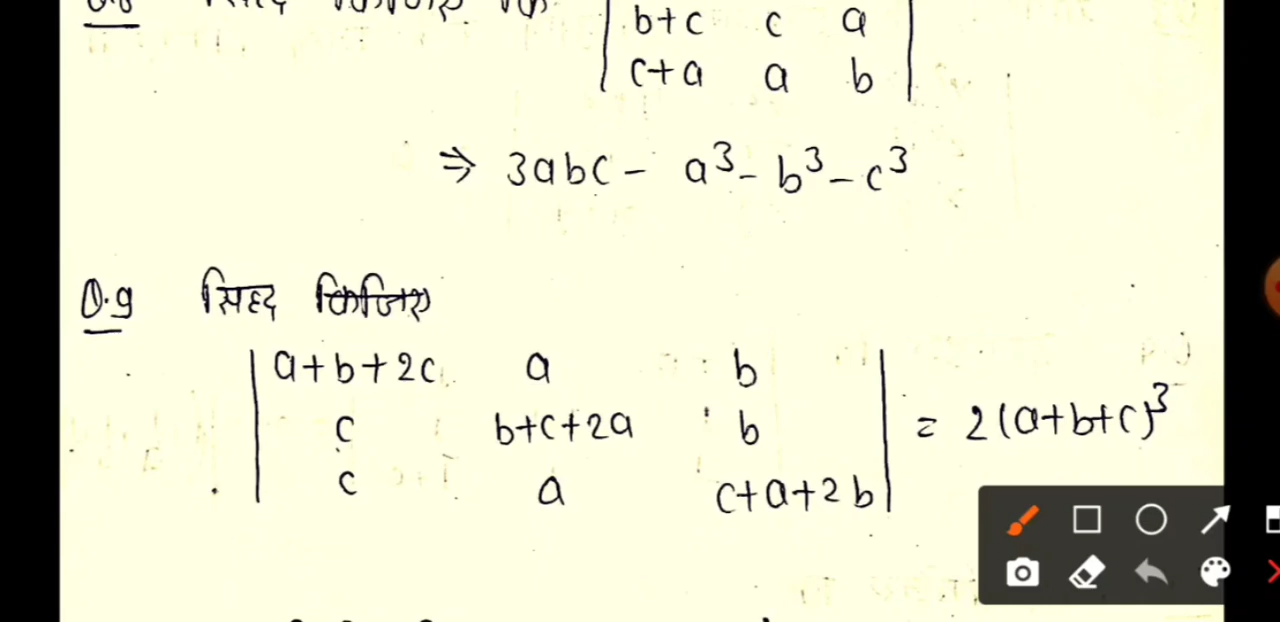 b+c c a
c+a a b
⇒ 3abc - a³ - b³ - c³
Q.9 सिद्द किजिए
a+b+2c a b
c b+c+2a b = 2(a+b+c)³
c a c+a+2b